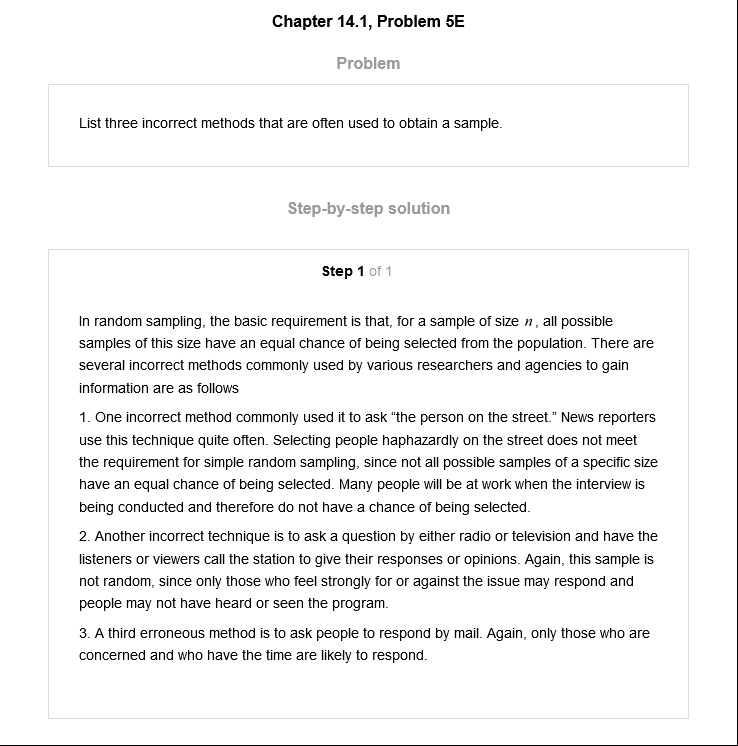 Chapter 14.1, Problem 5E
Problem
List three incorrect methods that are often used to obtain a sample.
Step-by-step solution
Step 1 of 1
In random sampling, the basic requirement is that, for a sample of size n, all possible
samples of this size have an equal chance of being selected from the population. There are
several incorrect methods commonly used by various researchers and agencies to gain
information are as follows
1. One incorrect method commonly used it to ask “the person on the street.” News reporters
use this technique quite often. Selecting people haphazardly on the street does not meet
the requirement for simple random sampling, since not all possible samples of a specific size
have an equal chance of being selected. Many people will be at work when the interview is
being conducted and therefore do not have a chance of being selected.
2. Another incorrect technique is to ask a question by either radio or television and have the
listeners or viewers call the station to give their responses or opinions. Again, this sample is
not random, since only those who feel strongly for or against the issue may respond and
people may not have heard or seen the program.
3. A third erroneous method is to ask people to respond by mail. Again, only those who are
concerned and who have the time are likely to respond.